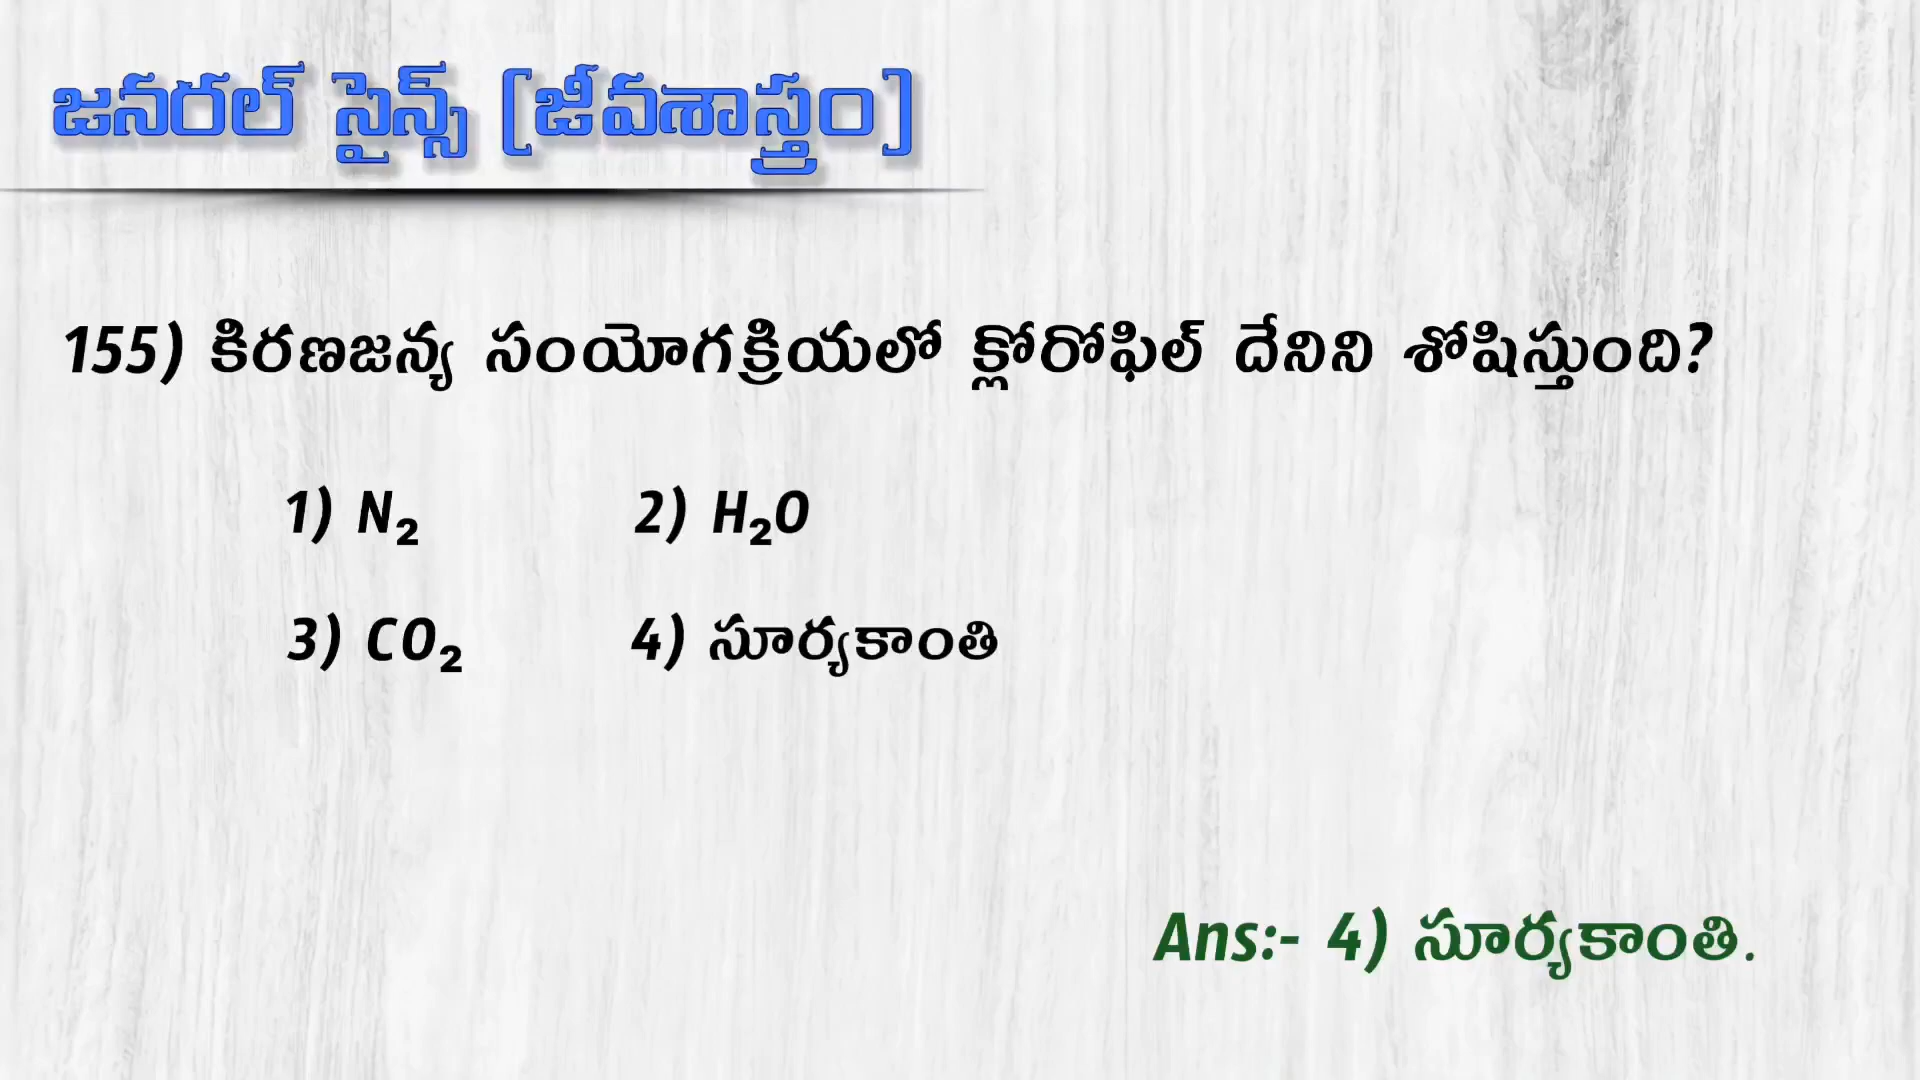 జనరల్ సైన్స్ [జీవశాస్త్రం]
155) కిరణజన్య సంయోగక్రియలో క్లోరోఫిల్ దేనిని శోషిస్తుంది?
1) N₂ 2) H₂O
3) CO₂ 4) సూర్యకాంతి
Ans:- 4) సూర్యకాంతి.